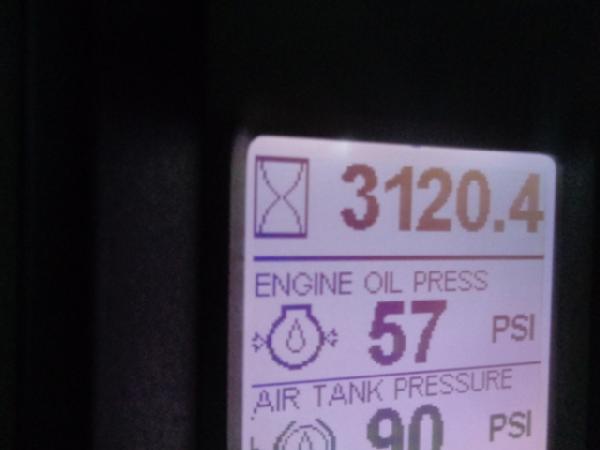 3120.4
ENGINE OIL PRESS
57 PSI
AIR TANK PRESSURE
90 PSI